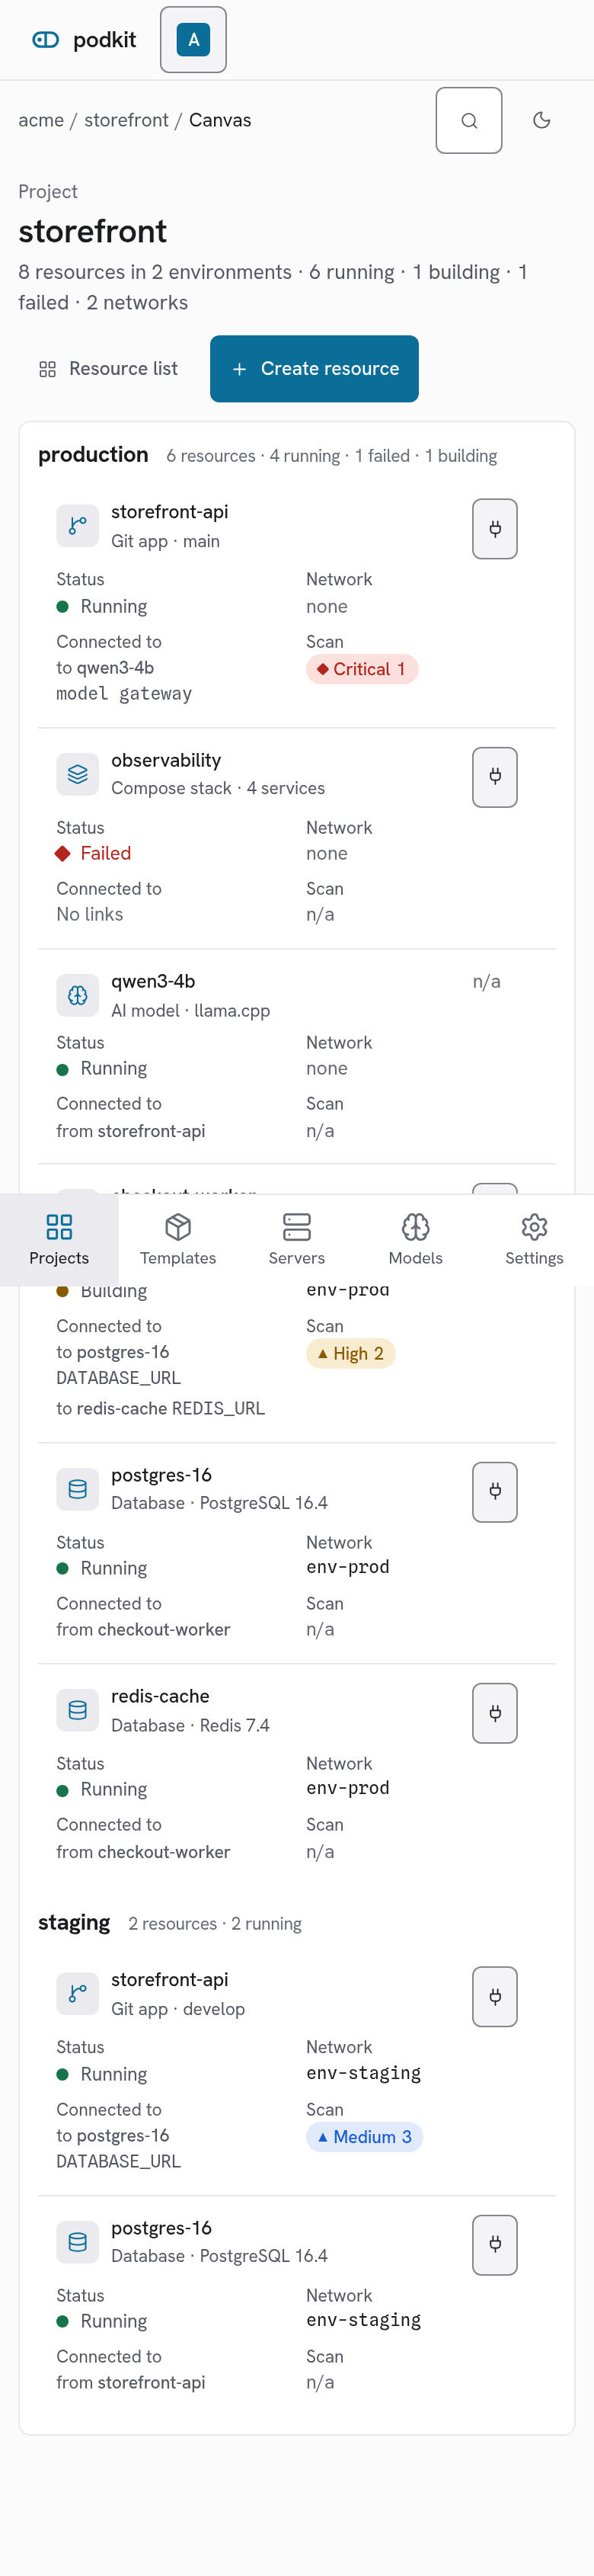 podkit
A
acme / storefront / Canvas
Project
storefront
8 resources in 2 environments · 6 running · 1 building · 1
failed · 2 networks
Resource list
Create resource
production 6 resources · 4 running · 1 failed · 1 building
storefront-api
Git app · main
Status Network
Running none
Connected to Scan
to qwen3-4b Critical 1
model gateway
observability
Compose stack · 4 services
Status Network
Failed none
Connected to Scan
No links n/a
qwen3-4b n/a
AI model · llama.cpp
Status Network
Running none
Connected to Scan
from storefront-api n/a
Projects Templates Servers Models Settings
Building env-prod
Connected to Scan
to postgres-16 High 2
DATABASE_URL
to redis-cache REDIS_URL
postgres-16
Database · PostgreSQL 16.4
Status Network
Running env-prod
Connected to Scan
from checkout-worker n/a
redis-cache
Database · Redis 7.4
Status Network
Running env-prod
Connected to Scan
from checkout-worker n/a
staging 2 resources · 2 running
storefront-api
Git app · develop
Status Network
Running env-staging
Connected to Scan
to postgres-16 Medium 3
DATABASE_URL
postgres-16
Database · PostgreSQL 16.4
Status Network
Running env-staging
Connected to Scan
from storefront-api n/a